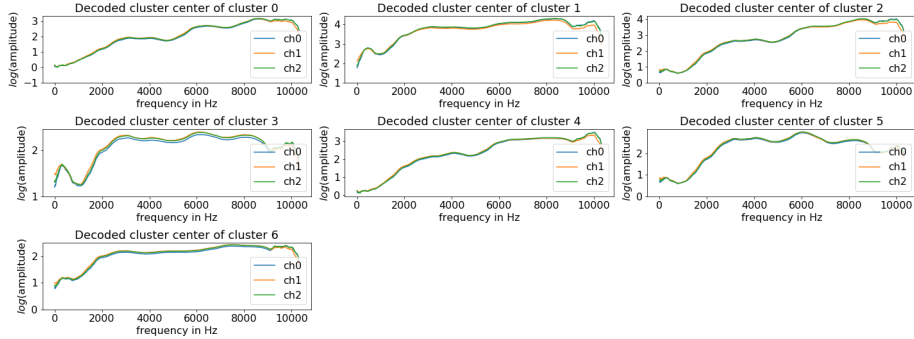 Decoded cluster center of cluster 0
log(amplitude)
3
2
1
0
−1
ch0
ch1
ch2
0 2000 4000 6000 8000 10000
frequency in Hz
Decoded cluster center of cluster 1
log(amplitude)
4
3
2
1
ch0
ch1
ch2
0 2000 4000 6000 8000 10000
frequency in Hz
Decoded cluster center of cluster 2
log(amplitude)
4
3
2
1
0
ch0
ch1
ch2
0 2000 4000 6000 8000 10000
frequency in Hz
Decoded cluster center of cluster 3
log(amplitude)
2
1
ch0
ch1
ch2
0 2000 4000 6000 8000 10000
frequency in Hz
Decoded cluster center of cluster 4
log(amplitude)
3
2
1
0
ch0
ch1
ch2
0 2000 4000 6000 8000 10000
frequency in Hz
Decoded cluster center of cluster 5
log(amplitude)
2
1
0
ch0
ch1
ch2
0 2000 4000 6000 8000 10000
frequency in Hz
Decoded cluster center of cluster 6
log(amplitude)
2
1
0
ch0
ch1
ch2
0 2000 4000 6000 8000 10000
frequency in Hz